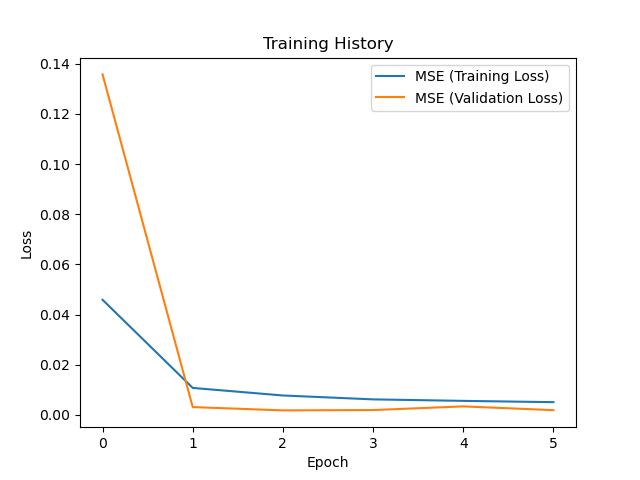 Training History
MSE (Training Loss)
MSE (Validation Loss)
0.14
0.12
0.10
0.08
0.06
0.04
0.02
0.00
Loss
0 1 2 3 4 5
Epoch